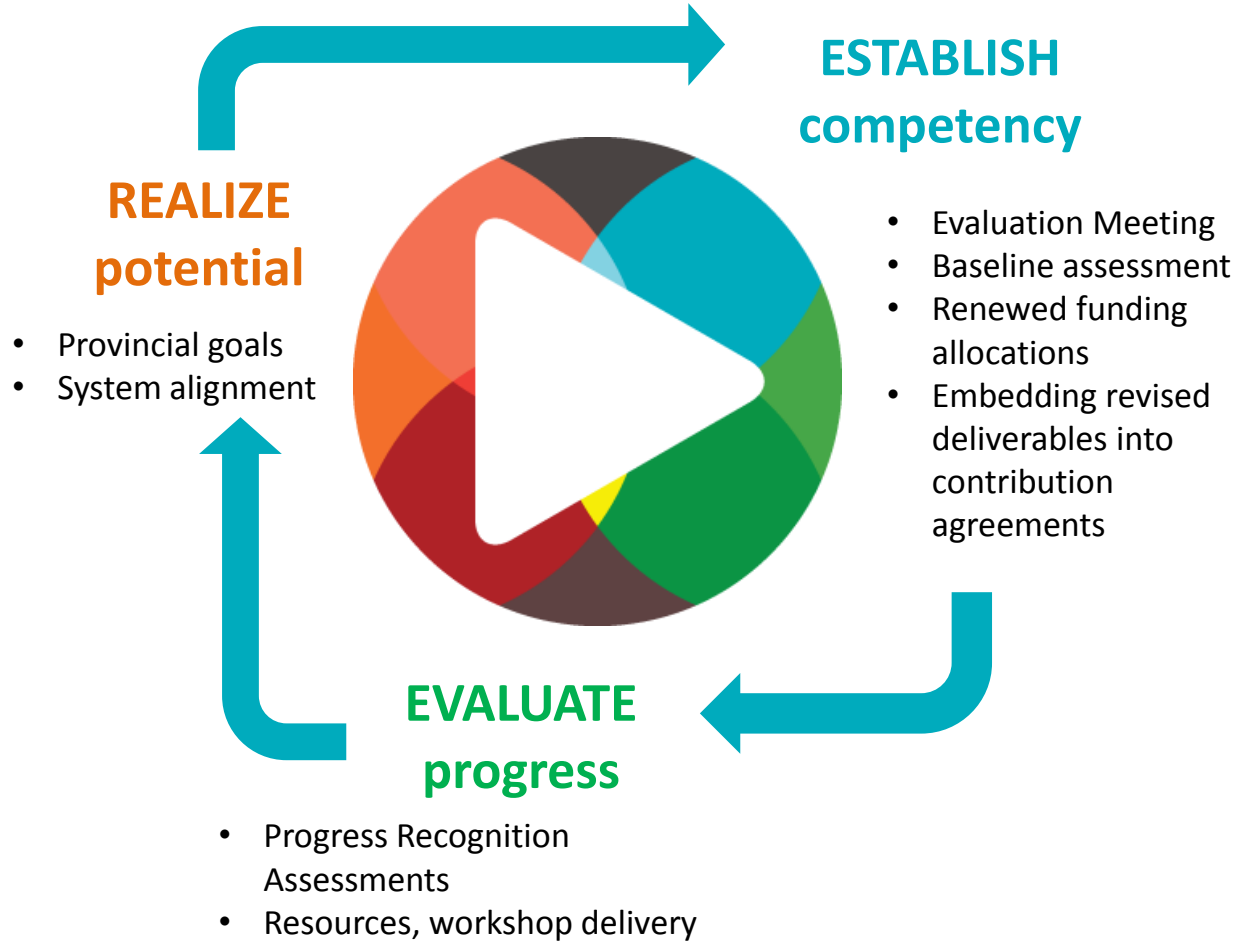 ESTABLISH
competency
• Evaluation Meeting
• Baseline assessment
• Renewed funding
allocations
• Embedding revised
deliverables into
contribution
agreements
EVALUATE
progress
• Progress Recognition
Assessments
• Resources, workshop delivery
REALIZE
potential
• Provincial goals
• System alignment